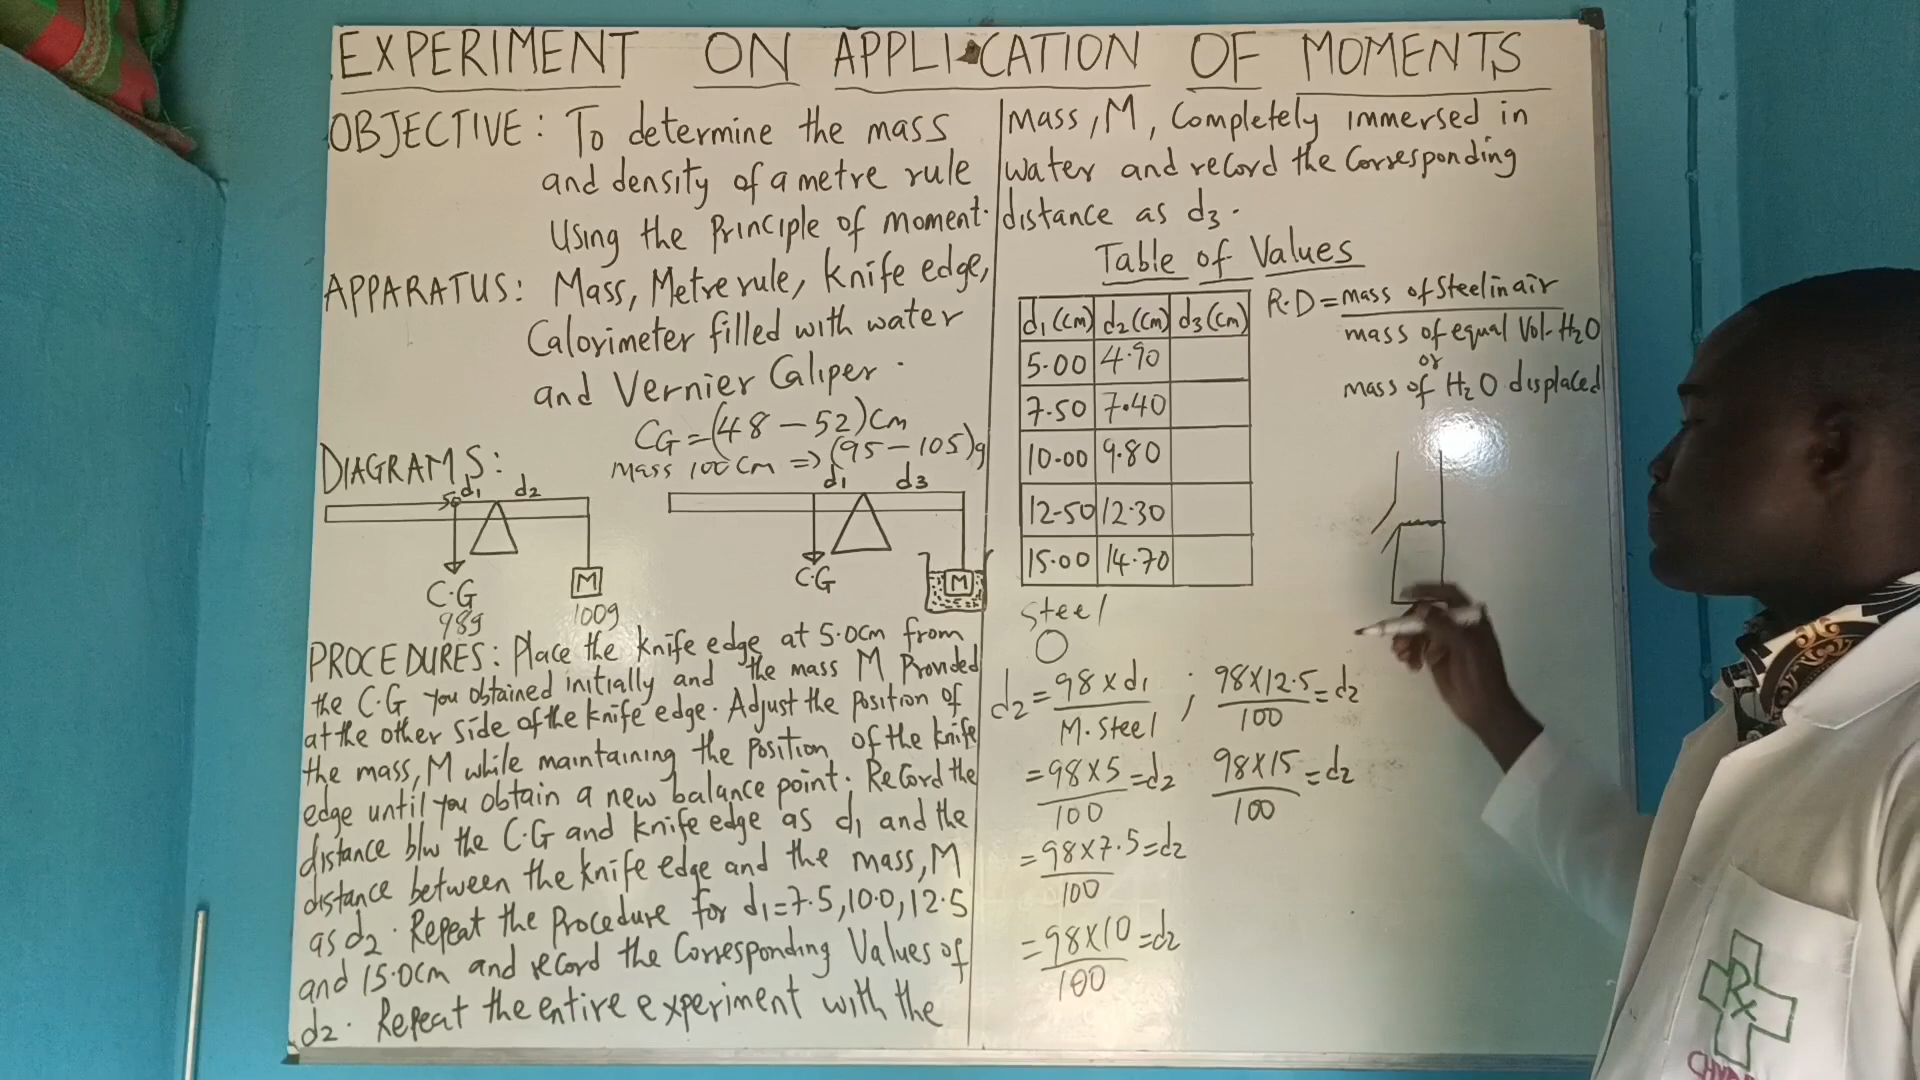 EXPERIMENT ON APPLICATION OF MOMENTS
OBJECTIVE: To determine the mass
and density of a metre rule
Using the Principle of moment.
APPARATUS: Mass, Metre rule, Knife edge,
Calorimeter filled with water
and Vernier Caliper.
CG = (48 - 52)cm
Mass 100cm => (95 - 105)g
DIAGRAMS:
50 d1 d2
C.G M
98g 100g
d1 d3
C.G M
PROCEDURES: Place the knife edge at 5.0cm from
the C.G you obtained initially and the mass M Provided
at the other side of the knife edge. Adjust the position of
the mass, M while maintaining the position of the knife
edge until you obtain a new balance point. Record the
distance b/w the C.G and knife edge as d1 and the
distance between the knife edge and the mass, M
as d2. Repeat the Procedure for d1=7.5, 10.0, 12.5
and 15.0cm and record the Corresponding Values of
d2. Repeat the entire experiment with the
Mass, M, Completely immersed in
water and record the Corresponding
distance as d3.
Table of Values
d1(cm) d2(cm) d3(cm)
5.00 4.90
7.50 7.40
10.00 9.80
12.50 12.30
15.00 14.70
R.D = mass of Steel in air
mass of equal Vol. H2O
or
mass of H2O displaced
Steel
d2 = 98 x d1 ; 98x12.5 = d2
M. Steel 100
= 98 x 5 = d2 98x15 = d2
100 100
= 98x7.5 = d2
100
= 98x10 = d2
100
Rx